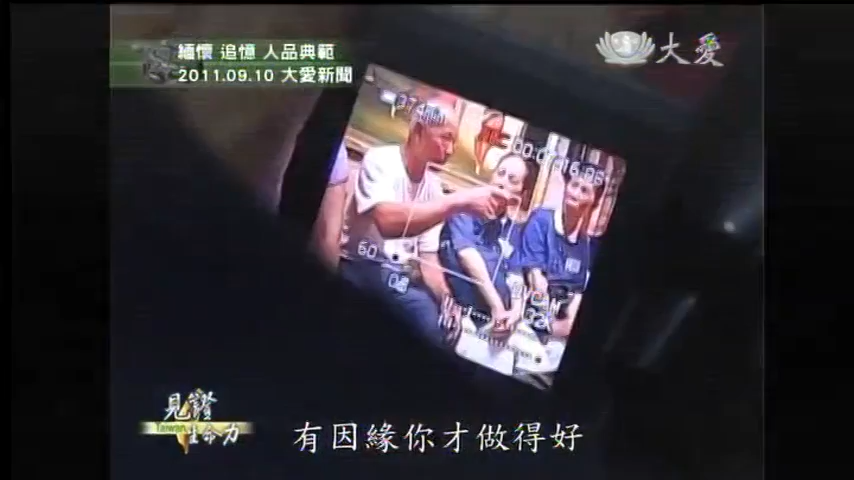 緬懷 追憶 人品典範
2011.09.10 大愛新聞
大愛
60
見證
Taiwan
生命力
有因緣你才做得好